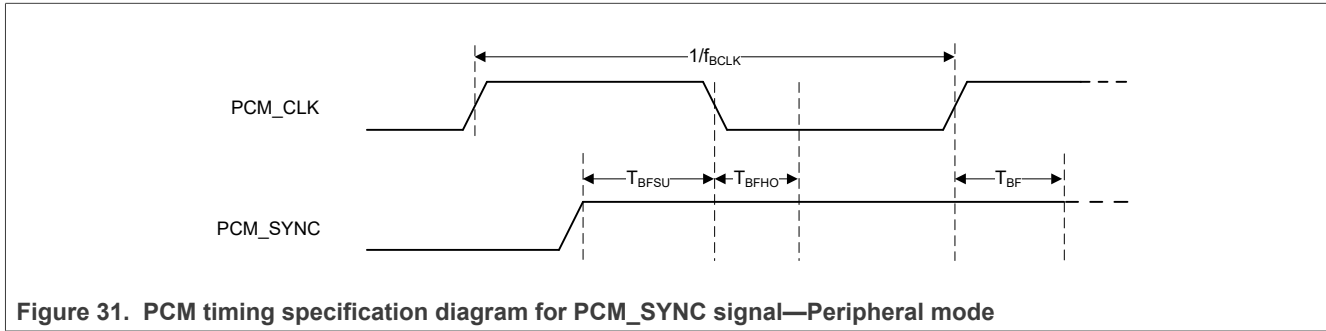 1/fBCLK
PCM_CLK
TBFSU
TBFHO
TBF
PCM_SYNC
Figure 31. PCM timing specification diagram for PCM_SYNC signal—Peripheral mode